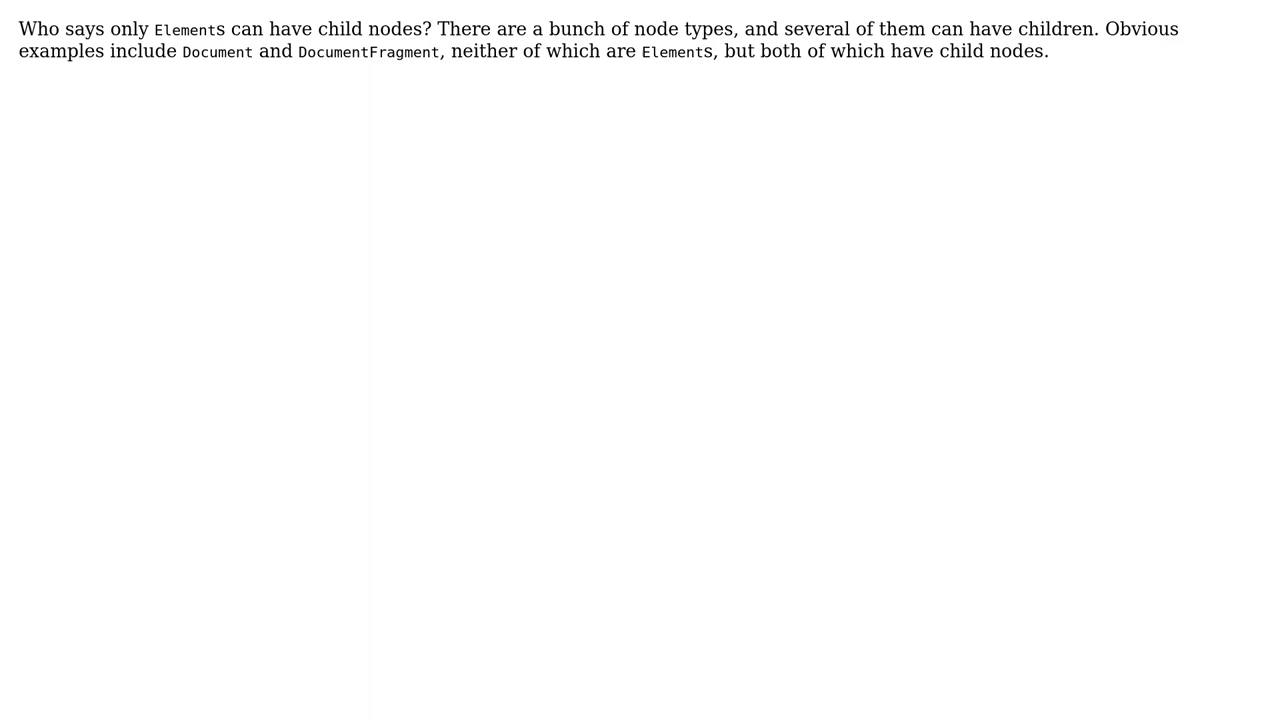 Who says only Elements can have child nodes? There are a bunch of node types, and several of them can have children. Obvious
examples include Document and DocumentFragment, neither of which are Elements, but both of which have child nodes.